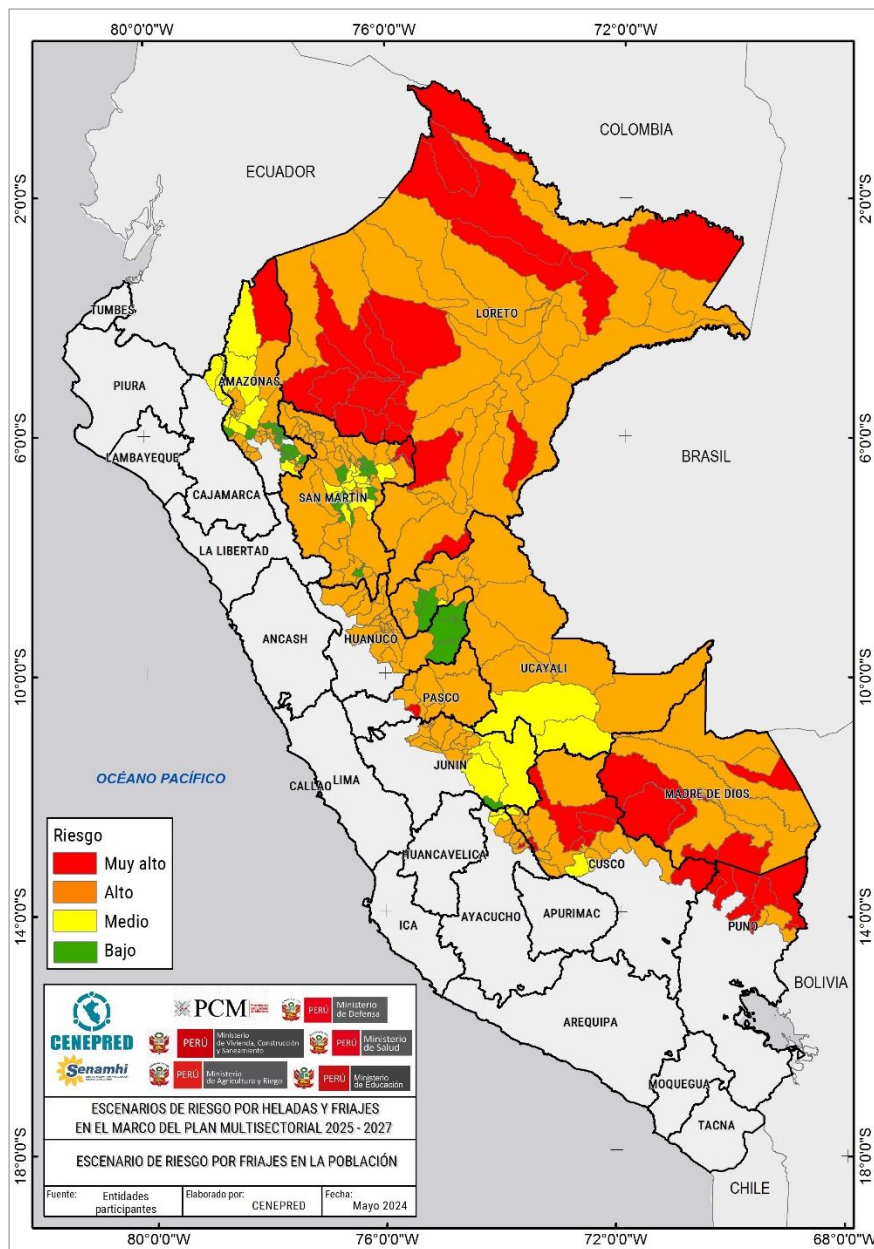 80°0'0"W
76°0'0"W
72°0'0"W
COLOMBIA
ECUADOR
2°0'0"S
2°0'0"S
LORETO
TUMBES
AMAZONAS
PIURA
6°0'0"S
6°0'0"S
BRASIL
LAMBAYEQUE
SAN MARTÍN
CAJAMARCA
LA LIBERTAD
ANCASH
HUANUCO
UCAYALI
10°0'0"S
10°0'0"S
PASCO
OCÉANO PACÍFICO
JUNIN
CALLAO
LIMA
MADRE DE DIOS
HUANCAVELICA
CUSCO
Riesgo
Muy alto
Alto
Medio
Bajo
14°0'0"S
14°0'0"S
ICA
AYACUCHO
APURIMAC
PUNO
BOLIVIA
AREQUIPA
MOQUEGUA
TACNA
CHILE
18°0'0"S
18°0'0"S
CENEPRED
Senamhi
PCM
PERÚ
Ministerio
de Defensa
PERÚ
Ministerio
de Vivienda, Construcción
y Saneamiento
PERÚ
Ministerio
de Salud
PERÚ
Ministerio
de Agricultura y Riego
PERÚ
Ministerio
de Educación
ESCENARIOS DE RIESGO POR HELADAS Y FRIAJES
EN EL MARCO DEL PLAN MULTISECTORIAL 2025 - 2027
ESCENARIO DE RIESGO POR FRIAJES EN LA POBLACIÓN
Fuente: Entidades
participantes
Elaborado por:
CENEPRED
Fecha:
Mayo 2024
80°0'0"W
76°0'0"W
72°0'0"W
68°0'0"W